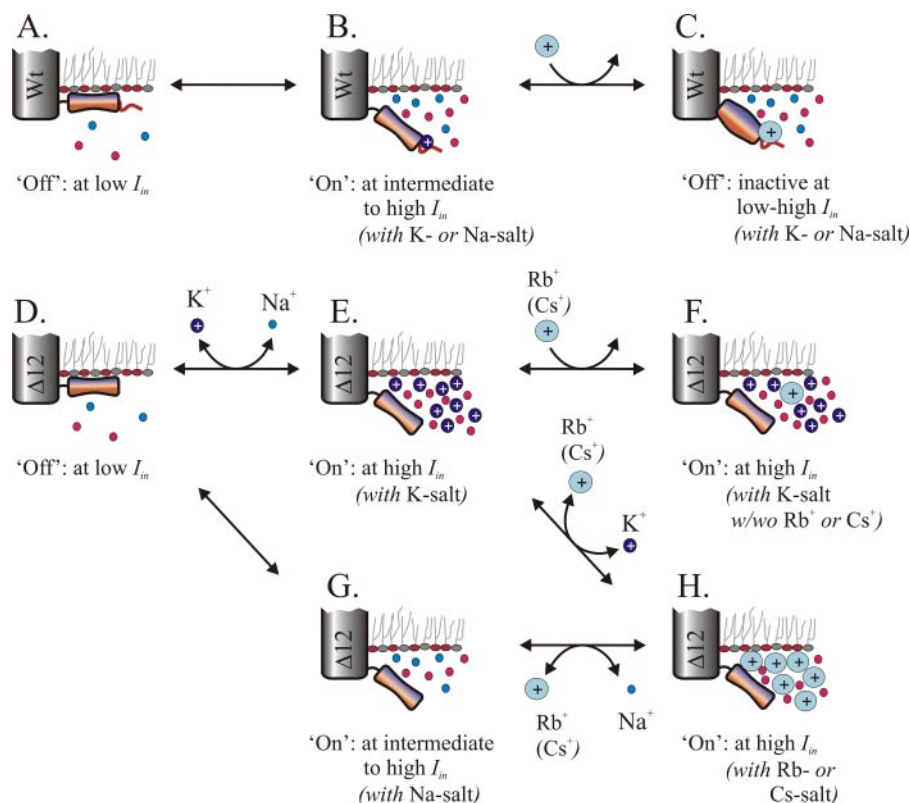 A.
B.
C.
Wt
Wt
+
Wt
+
+
'Off': at low I_in
'On': at intermediate
to high I_in
(with K- or Na-salt)
'Off': inactive at
low-high I_in
(with K- or Na-salt)
D.
K⁺
Na⁺
E.
Rb⁺
(Cs⁺)
F.
+
+
Δ12
Δ12
+ + + + + + + +
Δ12
+ + + + + + + +
'Off': at low I_in
'On': at high I_in
(with K-salt)
'On': at high I_in
(with K-salt
w/wo Rb⁺ or Cs⁺)
Rb⁺
(Cs⁺)
+
K⁺
+
G.
H.
Δ12
Δ12
+ + + + + + +
+
Rb⁺
(Cs⁺)
Na⁺
'On': at intermediate
to high I_in
(with Na-salt)
'On': at high I_in
(with Rb- or
Cs-salt)